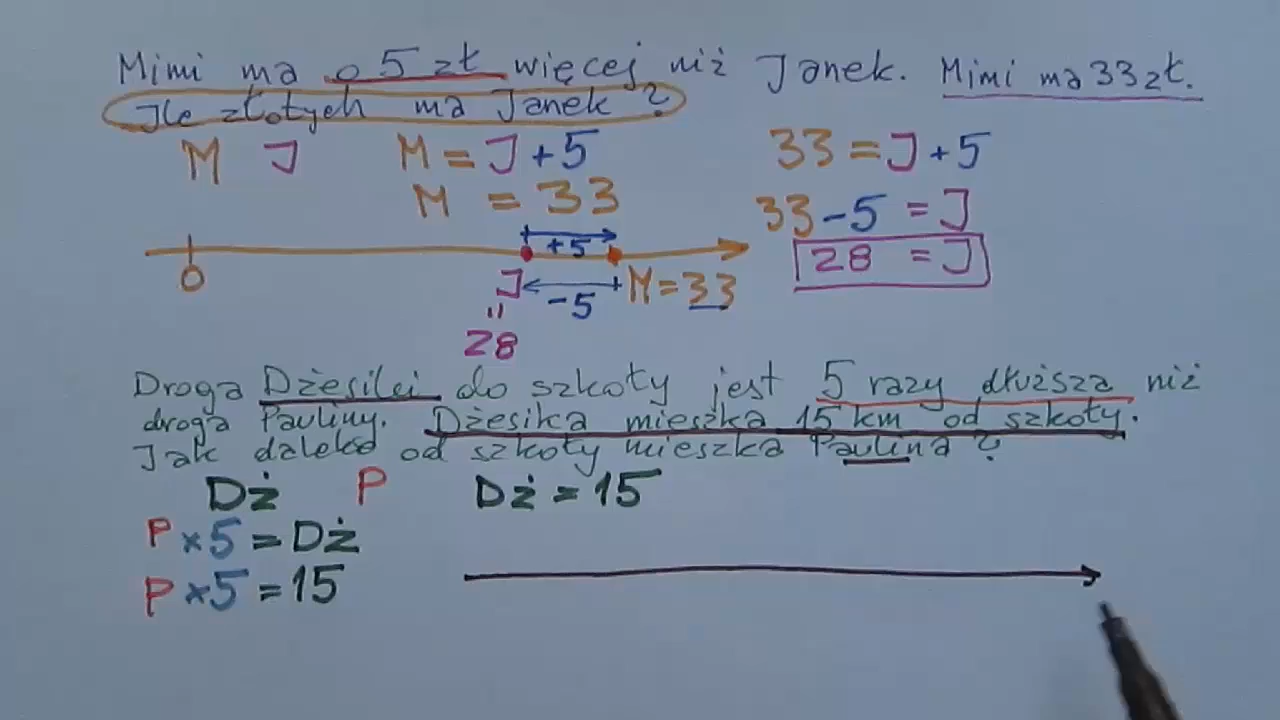 Mimi ma o 5 zł więcej niż Janek. Mimi ma 33 zł.
Ile złotych ma Janek?
M J M = J + 5 33 = J + 5
M = 33 33 - 5 = J
+5 28 = J
0 J -5 M = 33
"
28
Droga Dżesiki do szkoły jest 5 razy dłuższa niż
droga Pauliny. Dżesika mieszka 15 km od szkoły.
Jak daleko od szkoły mieszka Paulina?
Dż P Dż = 15
P × 5 = Dż
P × 5 = 15